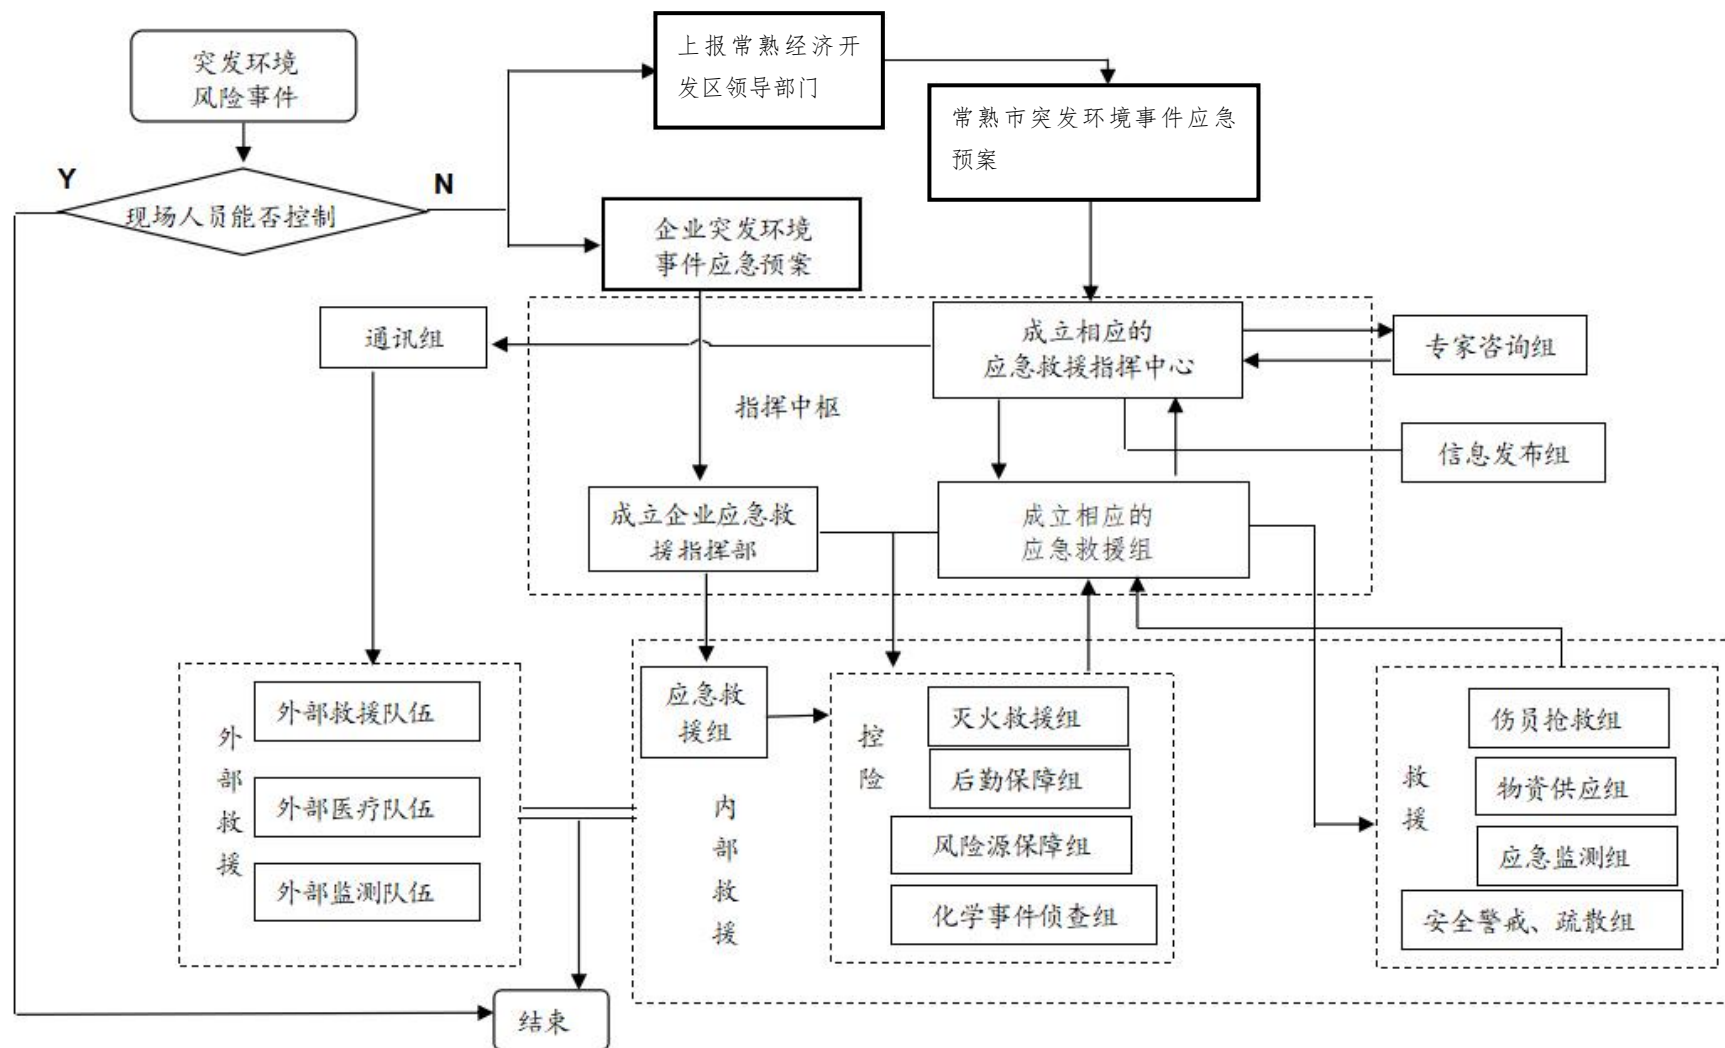 突发环境
风险事件
上报常熟经济开
发区领导部门
常熟市突发环境事件应急
预案
Y
N
现场人员能否控制
企业突发环境
事件应急预案
通讯组
成立相应的
应急救援指挥中心
专家咨询组
指挥中枢
信息发布组
成立企业应急救
援指挥部
成立相应的
应急救援组
外部救援
外部救援队伍
外部医疗队伍
外部监测队伍
应急救
援组
内部救援
控险
灭火救援组
后勤保障组
风险源保障组
化学事件侦查组
救援
伤员抢救组
物资供应组
应急监测组
安全警戒、疏散组
结束